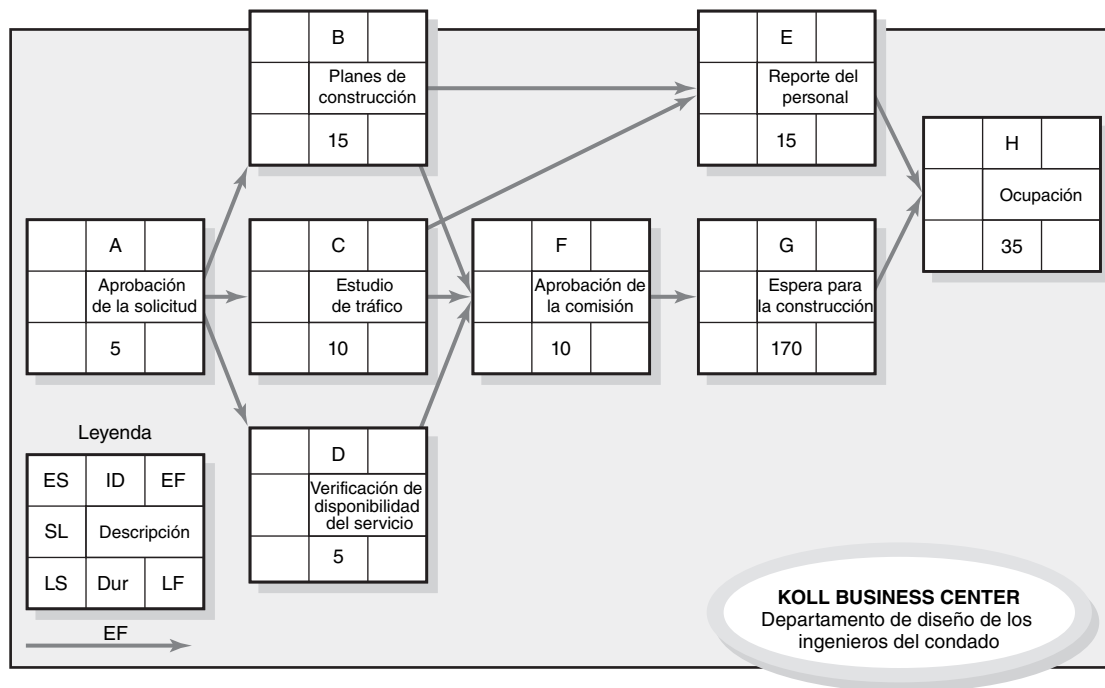 B
Planes de
construcción
15
E
Reporte del
personal
15
H
Ocupación
35
A
Aprobación
de la solicitud
5
C
Estudio
de tráfico
10
F
Aprobación de
la comisión
10
G
Espera para
la construcción
170
D
Verificación de
disponibilidad
del servicio
5
Leyenda
ES ID EF
SL Descripción
LS Dur LF
EF
KOLL BUSINESS CENTER
Departamento de diseño de los
ingenieros del condado